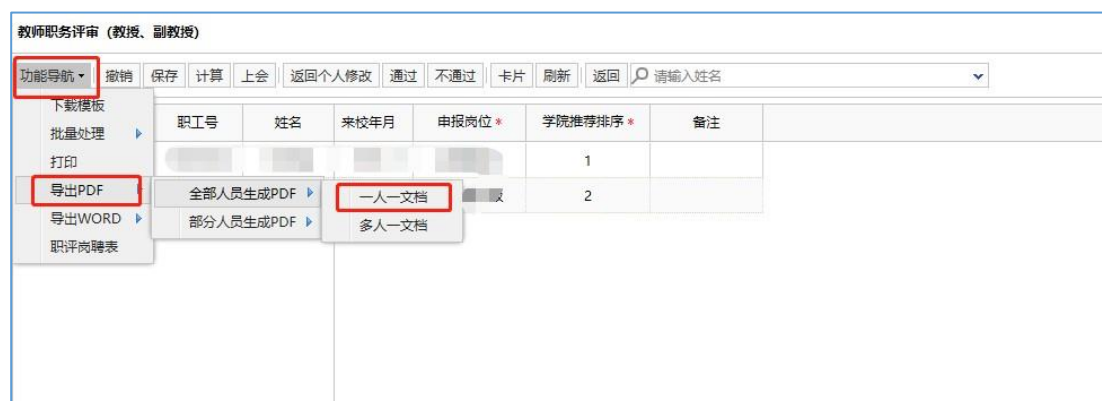 教师职务评审（教授、副教授）
功能导航 撤销 保存 计算 上会 返回个人修改 通过 不通过 卡片 刷新 返回 请输入姓名
下载模板
职工号 姓名 来校年月 申报岗位* 学院推荐排序* 备注
批量处理
打印 1
导出PDF 全部人员生成PDF 一人一文档 2
导出WORD 部分人员生成PDF 多人一文档
职评岗聘表